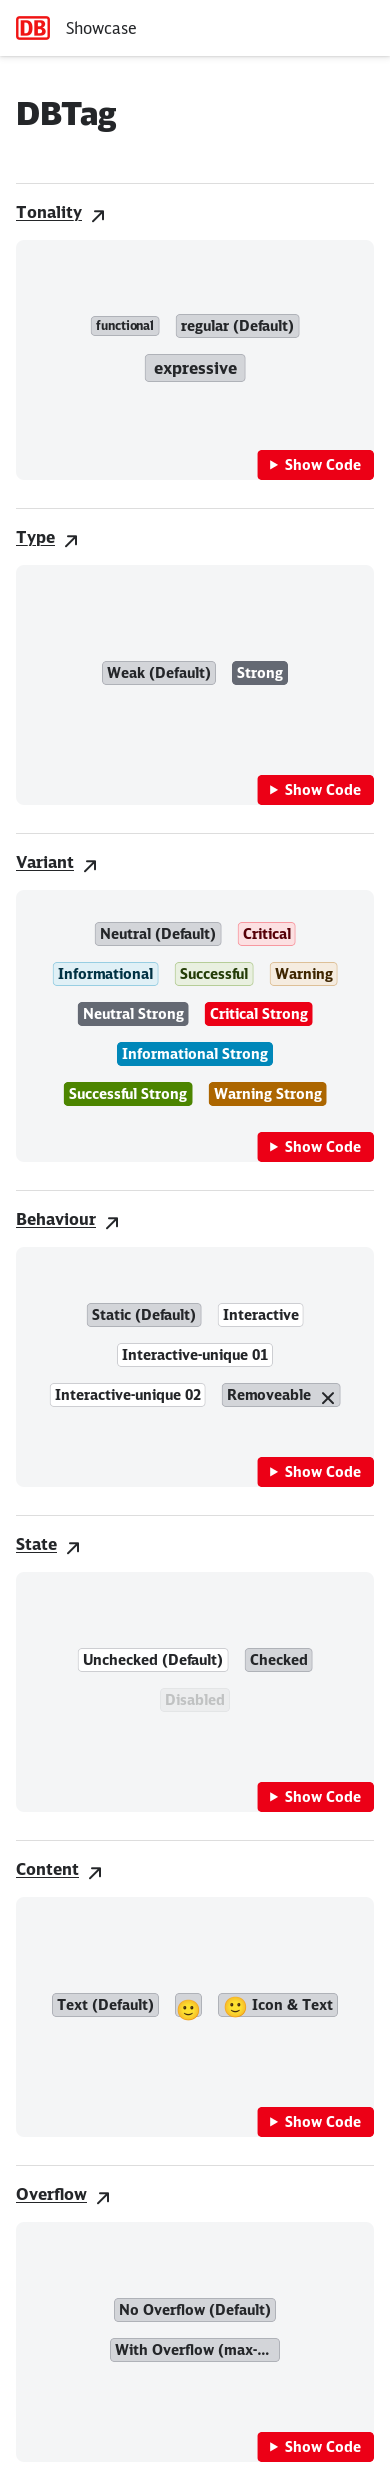 DB Showcase
DBTag
Tonality
functional regular (Default)
expressive
Show Code
Type
Weak (Default) Strong
Show Code
Variant
Neutral (Default) Critical
Informational Successful Warning
Neutral Strong Critical Strong
Informational Strong
Successful Strong Warning Strong
Show Code
Behaviour
Static (Default) Interactive
Interactive-unique 01
Interactive-unique 02 Removeable
Show Code
State
Unchecked (Default) Checked
Disabled
Show Code
Content
Text (Default) 🙂 🙂 Icon & Text
Show Code
Overflow
No Overflow (Default)
With Overflow (max-...
Show Code